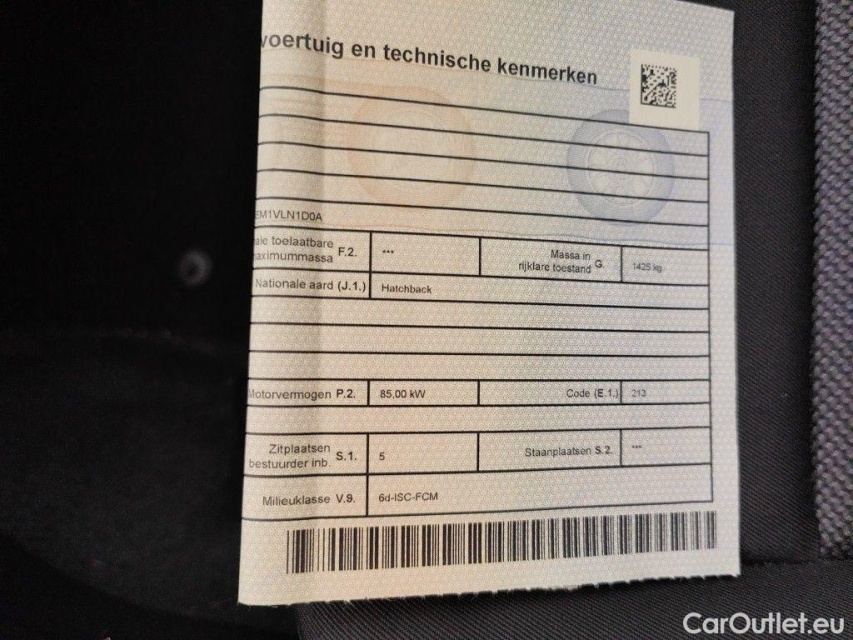 voertuig en technische kenmerken
EM1VLN1D0A
ale toelaatbare
aximummassa F.2. *** Massa in
rijklare toestand G. 1425 kg
Nationale aard (J.1.) Hatchback
Motorvermogen P.2. 85,00 kW Code (E.1.) 213
Zitplaatsen
bestuurder inb. S.1. 5 Staanplaatsen S.2. ***
Milieuklasse V.9. 6d-ISC-FCM
CarOutlet.eu